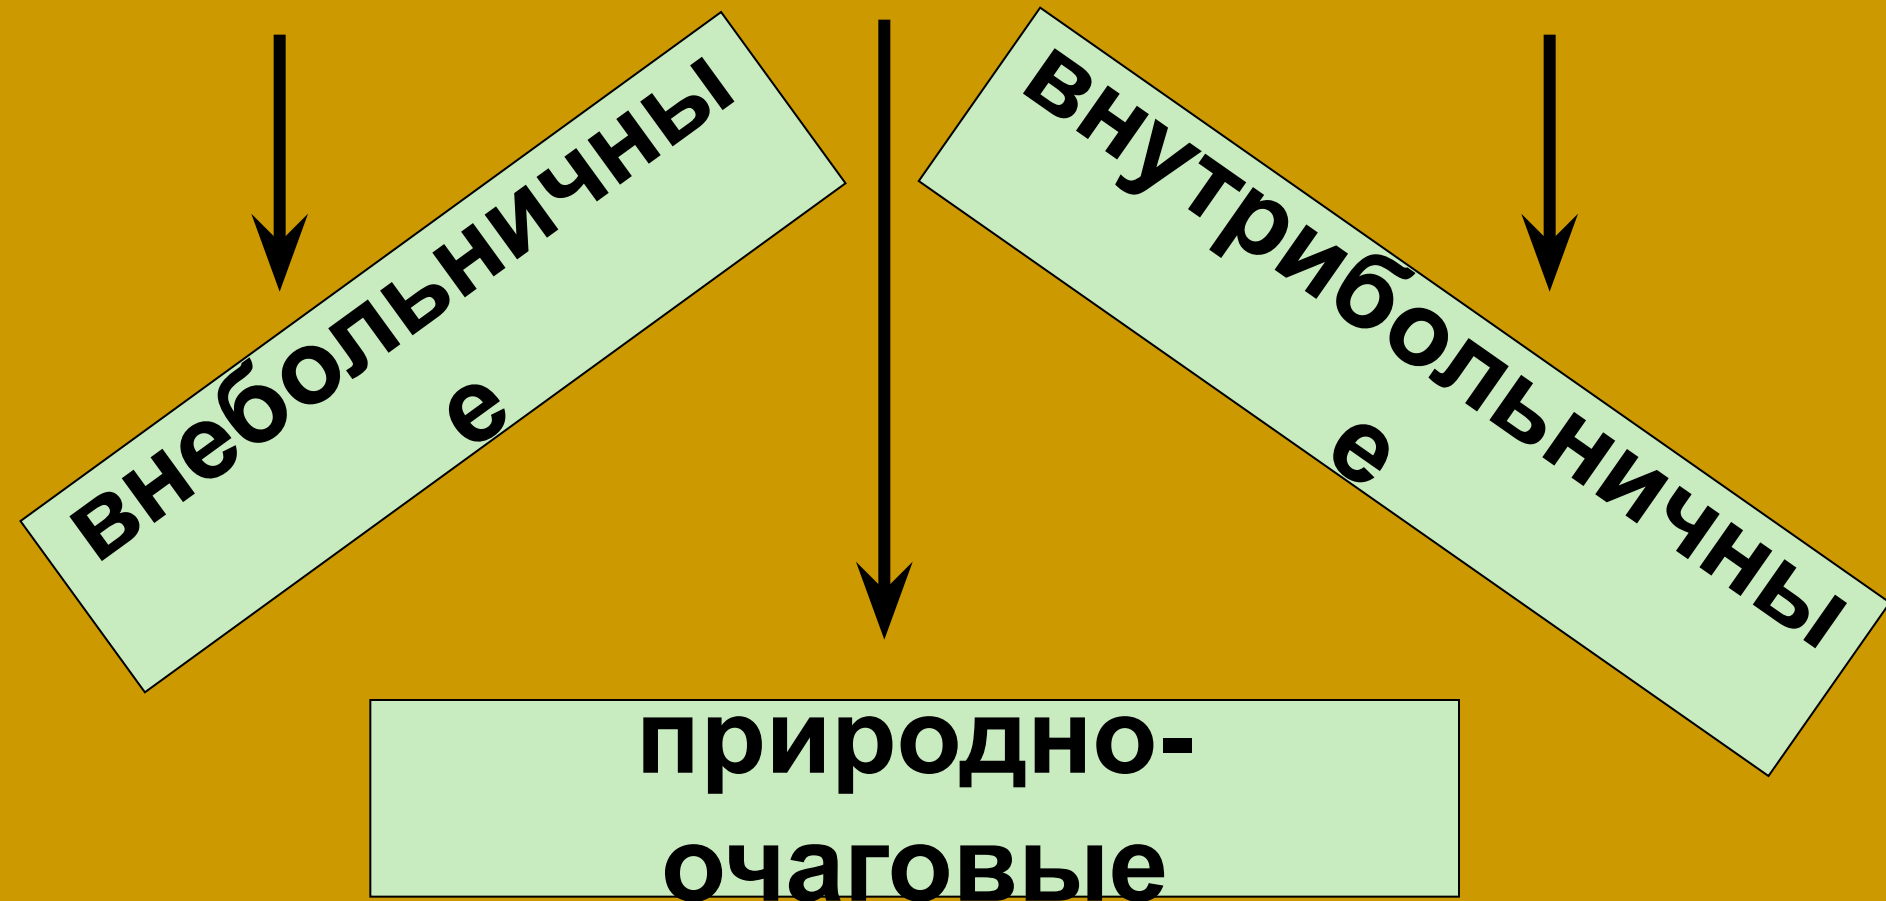 внебольничны
е
внутрибольничны
е
природно-
очаговые